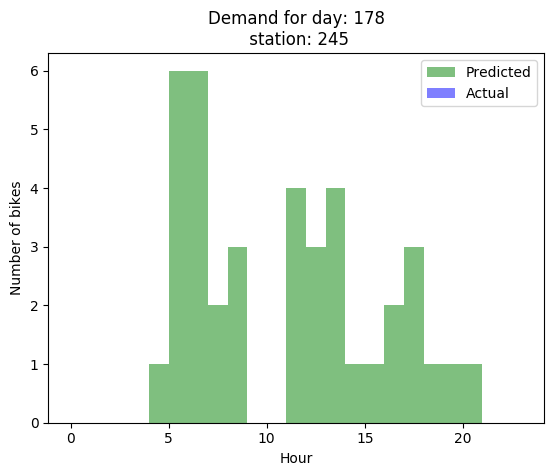 Demand for day: 178
station: 245
Predicted
Actual
Number of bikes
6
5
4
3
2
1
0
0 5 10 15 20
Hour